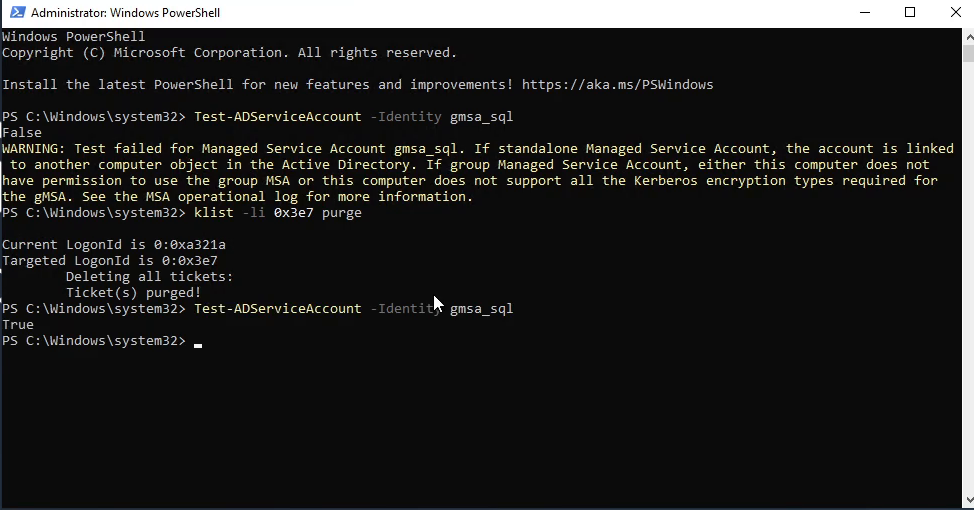 Administrator: Windows PowerShell
Windows PowerShell
Copyright (C) Microsoft Corporation. All rights reserved.
Install the latest PowerShell for new features and improvements! https://aka.ms/PSWindows
PS C:\Windows\system32> Test-ADServiceAccount -Identity gmsa_sql
False
WARNING: Test failed for Managed Service Account gmsa_sql. If standalone Managed Service Account, the account is linked
to another computer object in the Active Directory. If group Managed Service Account, either this computer does not
have permission to use the group MSA or this computer does not support all the Kerberos encryption types required for
the gMSA. See the MSA operational log for more information.
PS C:\Windows\system32> klist -li 0x3e7 purge
Current LogonId is 0:0xa321a
Targeted LogonId is 0:0x3e7
Deleting all tickets:
Ticket(s) purged!
PS C:\Windows\system32> Test-ADServiceAccount -Identity gmsa_sql
True
PS C:\Windows\system32>